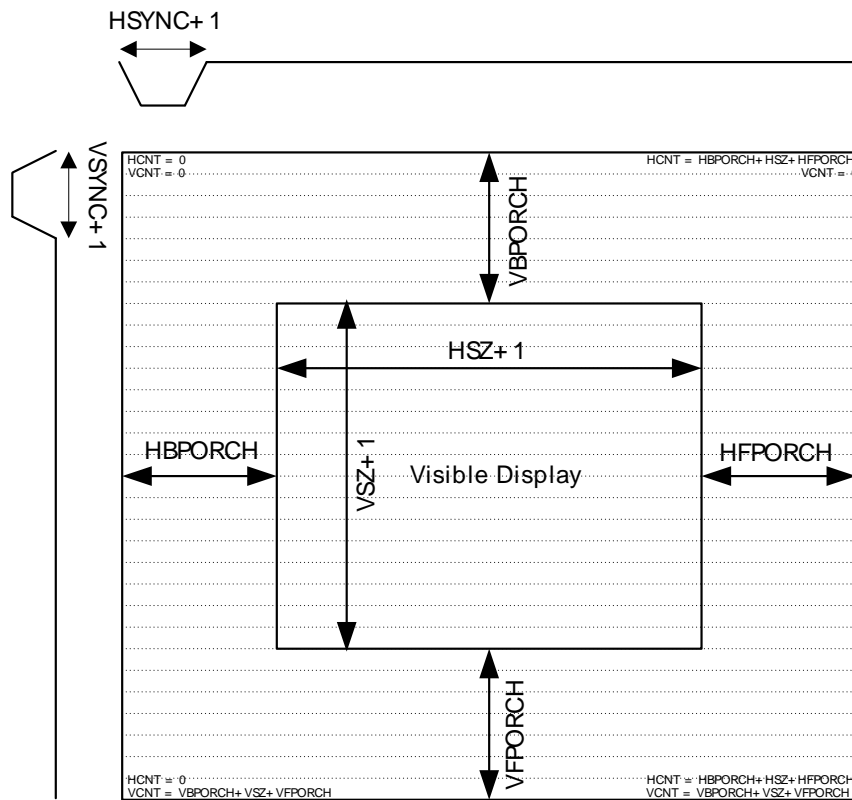 HSYNC+ 1
HCNT = 0
VCNT = 0
HCNT = HBPORCH+ HSZ+ HFPORCH
VCNT =
VSYNC+ 1
VBPORCH
HSZ+ 1
HBPORCH
VSZ+ 1
Visible Display
HFPORCH
VFPORCH
HCNT = 0
VCNT = VBPORCH+ VSZ+ VFPORCH
HCNT = HBPORCH+ HSZ+ HFPORCH
VCNT = VBPORCH+ VSZ+ VFPORCH